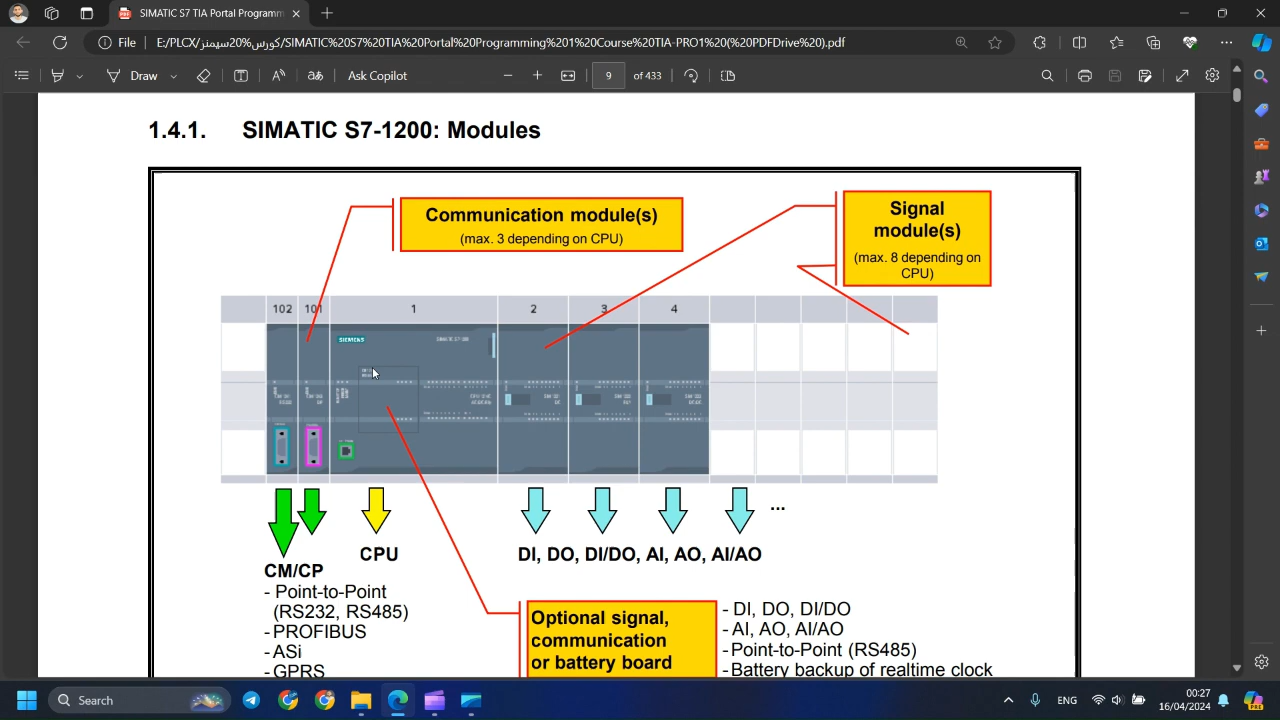 SIMATIC S7 TIA Portal Programm
File
E:/PLCX/كورس%20سيمنز/SIMATIC%20S7%20TIA%20Portal%20Programming%201%20Course%20TIA-PRO1%20(%20PDFDrive%20).pdf
Draw
Ask Copilot
9
of 433
1.4.1. SIMATIC S7-1200: Modules
Communication module(s)
(max. 3 depending on CPU)
Signal
module(s)
(max. 8 depending on
CPU)
102
101
1
2
3
4
SIEMENS
SIMATIC S7-1200
CM/CP
- Point-to-Point
(RS232, RS485)
- PROFIBUS
- ASi
- GPRS
CPU
DI, DO, DI/DO, AI, AO, AI/AO
...
Optional signal,
communication
or battery board
- DI, DO, DI/DO
- AI, AO, AI/AO
- Point-to-Point (RS485)
- Battery backup of realtime clock
Search
ENG
00:27
16/04/2024